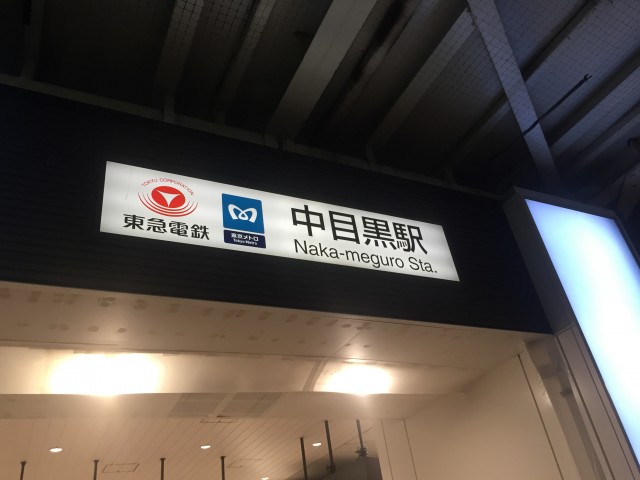 TOKYU CORPORATION
東急電鉄
東京メトロ
Tokyo Metro
中目黒駅
Naka-meguro Sta.